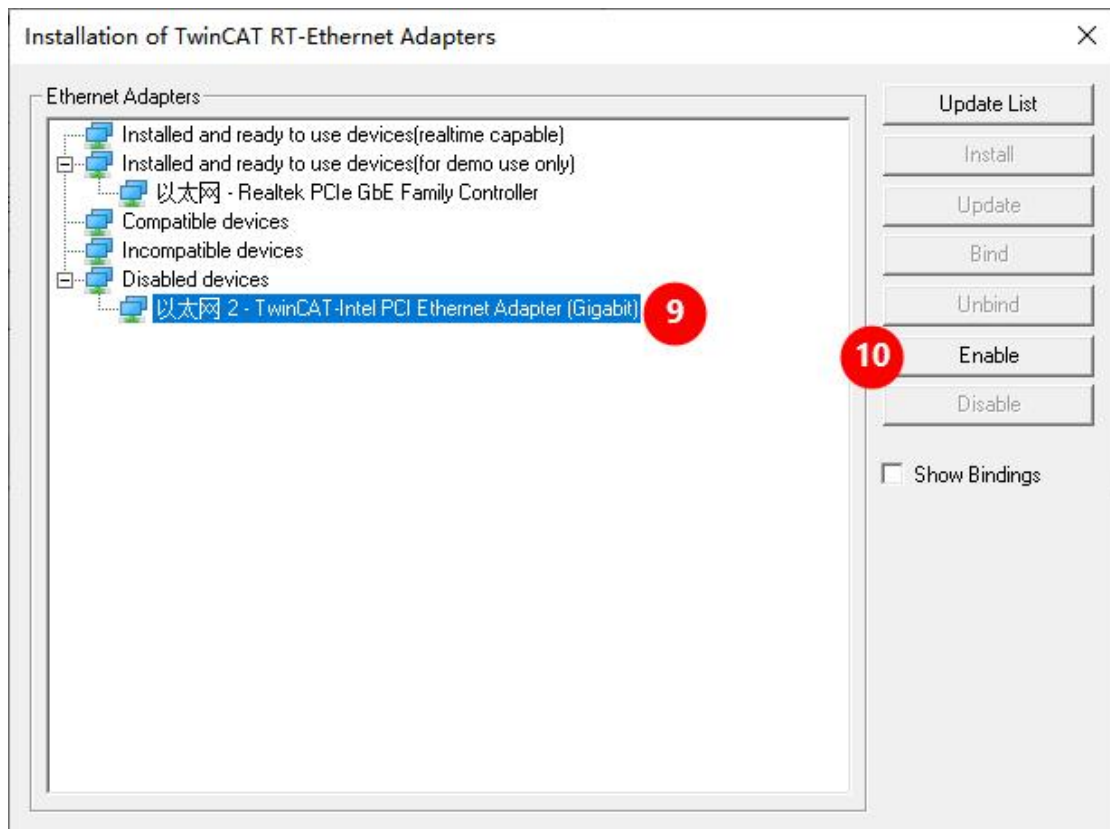 Installation of TwinCAT RT-Ethernet Adapters
Ethernet Adapters
Installed and ready to use devices(realtime capable)
Installed and ready to use devices(for demo use only)
以太网 - Realtek PCIe GbE Family Controller
Compatible devices
Incompatible devices
Disabled devices
以太网 2 - TwinCAT-Intel PCI Ethernet Adapter (Gigabit)
9
Update List
Install
Update
Bind
Unbind
10
Enable
Disable
Show Bindings